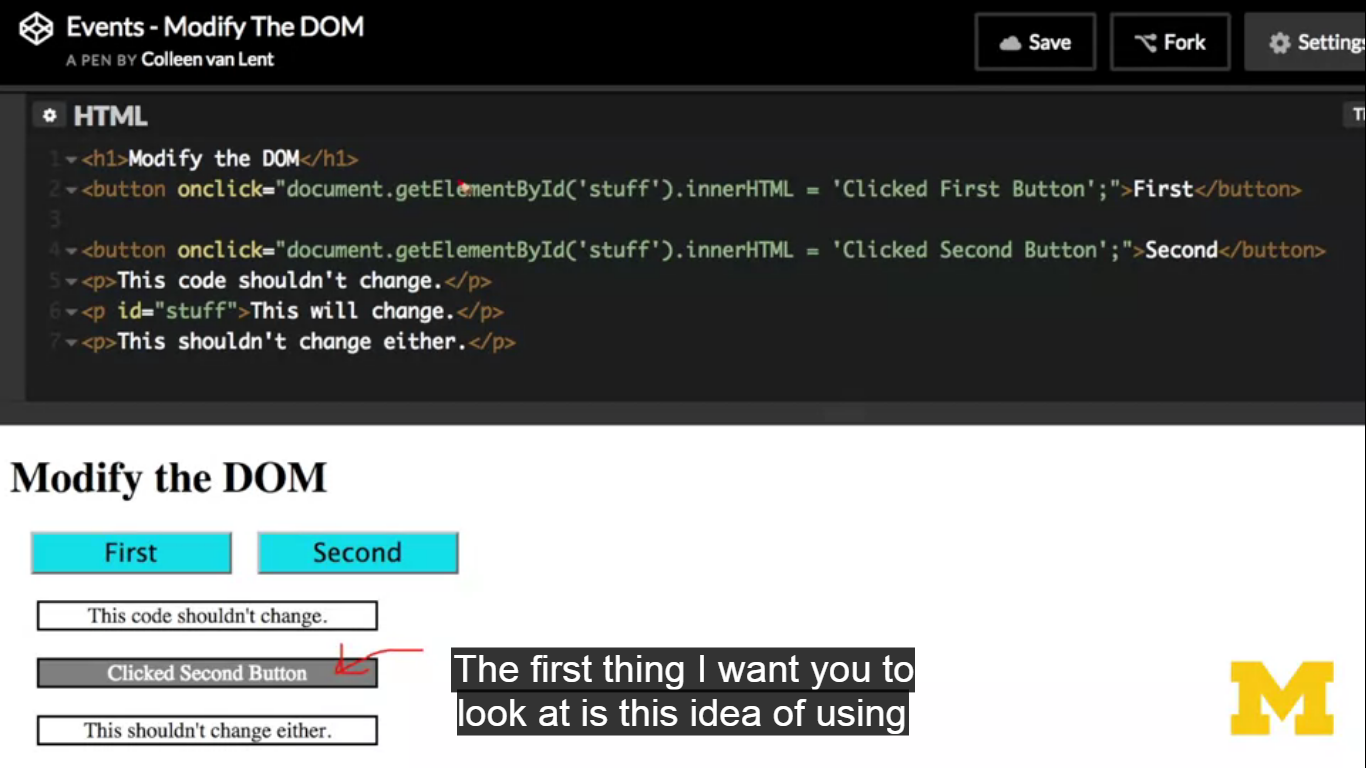 Events - Modify The DOM
A PEN BY Colleen van Lent
Save
Fork
Settings
HTML
1 <h1>Modify the DOM</h1>
2 <button onclick="document.getElementById('stuff').innerHTML = 'Clicked First Button';">First</button>
3
4 <button onclick="document.getElementById('stuff').innerHTML = 'Clicked Second Button';">Second</button>
5 <p>This code shouldn't change.</p>
6 <p id="stuff">This will change.</p>
7 <p>This shouldn't change either.</p>
Modify the DOM
First Second
This code shouldn't change.
Clicked Second Button
This shouldn't change either.
The first thing I want you to
look at is this idea of using
M